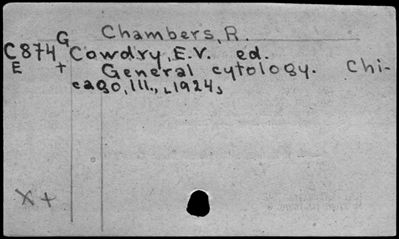 G Chambers, R.
C874 Cowdry, E.V. ed.
E + General cytology. Chi-
cago, Ill., [1924]
X +